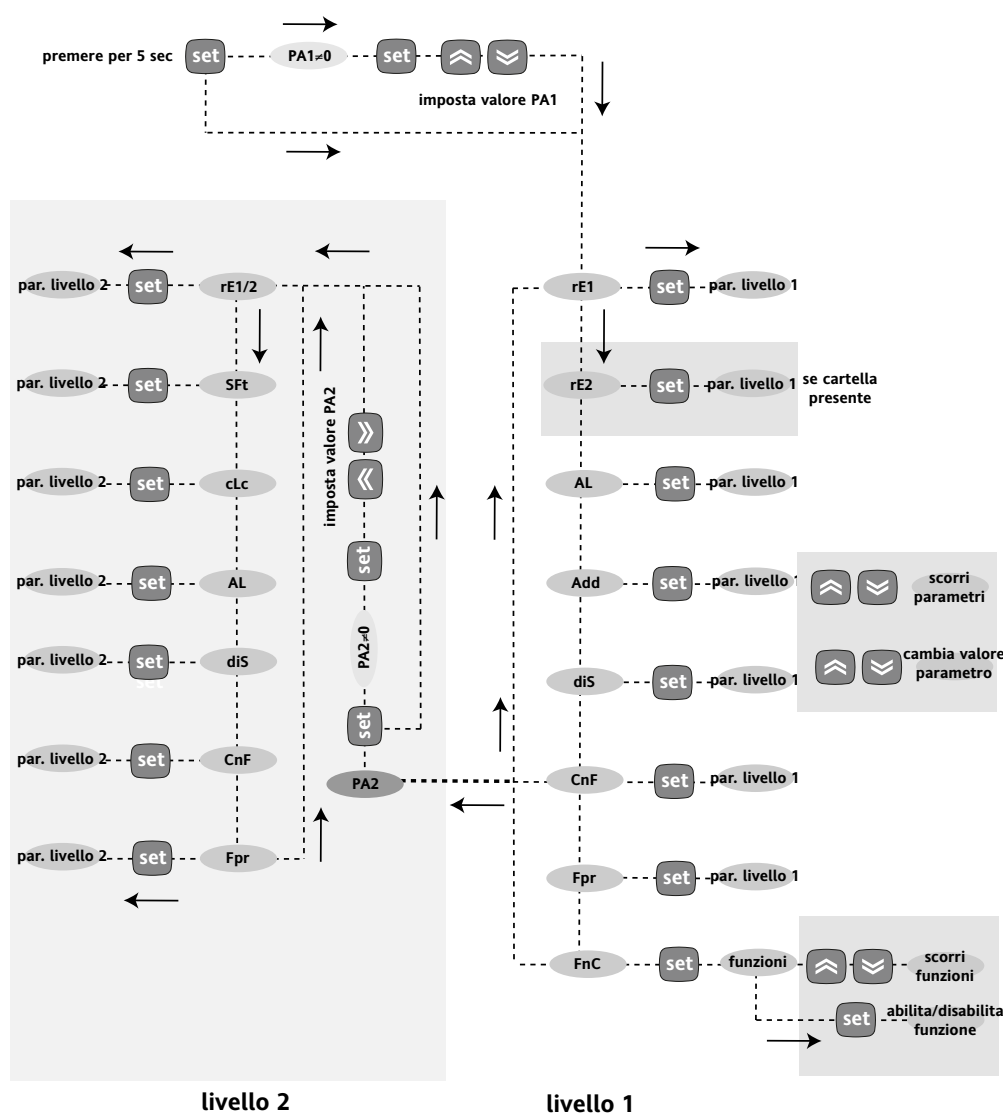 premere per 5 sec set PA1≠0 set
imposta valore PA1
par. livello 2 set rE1/2
par. livello 2 set SFt
par. livello 2 set cLc
par. livello 2 set AL
par. livello 2 set diS
set
par. livello 2 set CnF
par. livello 2 set Fpr
imposta valore PA2
set
PA2≠0
set
PA2
rE1 set par. livello 1
rE2 set par. livello 1 se cartella
presente
AL set par. livello 1
Add set par. livello 1
scorri
parametri
cambia valore
parametro
diS set par. livello 1
CnF set par. livello 1
Fpr set par. livello 1
FnC set funzioni
scorri
funzioni
set abilita/disabilita
funzione
livello 2
livello 1